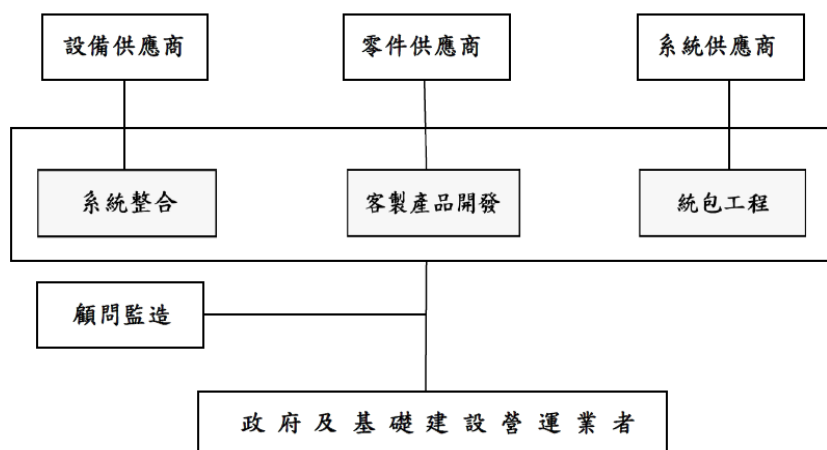 設備供應商
零件供應商
系統供應商
系統整合
客製產品開發
統包工程
顧問監造
政府及基礎建設營運業者